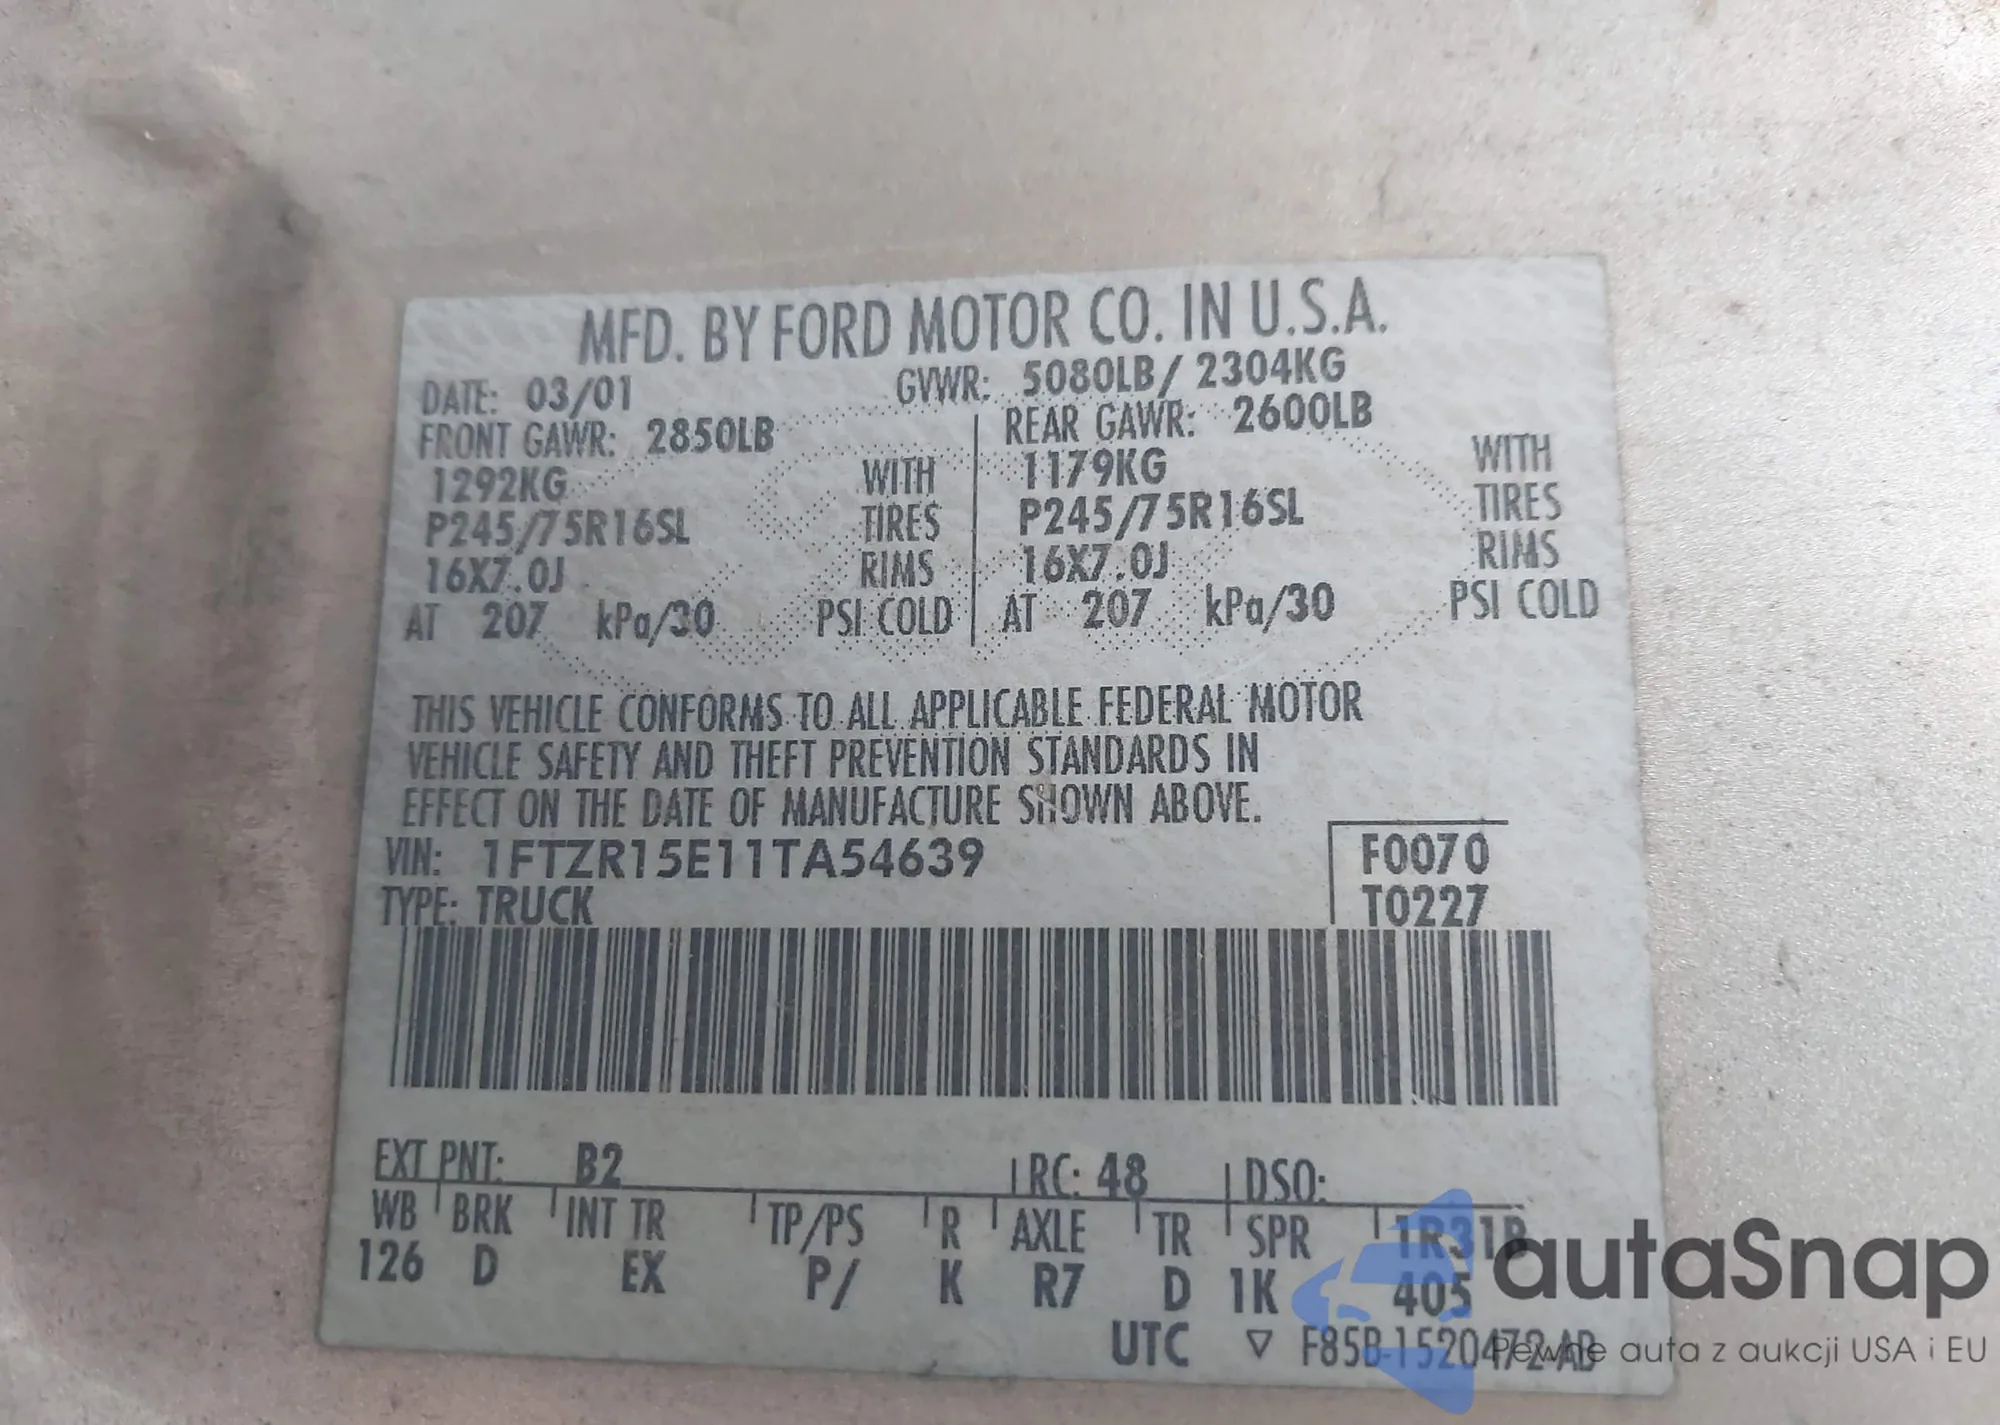 MFD. BY FORD MOTOR CO. IN U.S.A.
DATE: 03/01 GVWR: 5080LB/ 2304KG
FRONT GAWR: 2850LB REAR GAWR: 2600LB
1292KG WITH 1179KG WITH
P245/75R16SL TIRES P245/75R16SL TIRES
16X7.0J RIMS 16X7.0J RIMS
AT 207 kPa/30 PSI COLD AT 207 kPa/30 PSI COLD
THIS VEHICLE CONFORMS TO ALL APPLICABLE FEDERAL MOTOR
VEHICLE SAFETY AND THEFT PREVENTION STANDARDS IN
EFFECT ON THE DATE OF MANUFACTURE SHOWN ABOVE.
VIN: 1FTZR15E11TA54639 F0070
TYPE: TRUCK T0227
EXT PNT: B2 RC: 48 DSO:
WB BRK INT TR TP/PS R AXLE TR SPR 1R31B
126 D EX P/ K R7 D 1K 405
UTC ▽ F85B-1520472-AB
autaSnap
Pewne auta z aukcji USA i EU